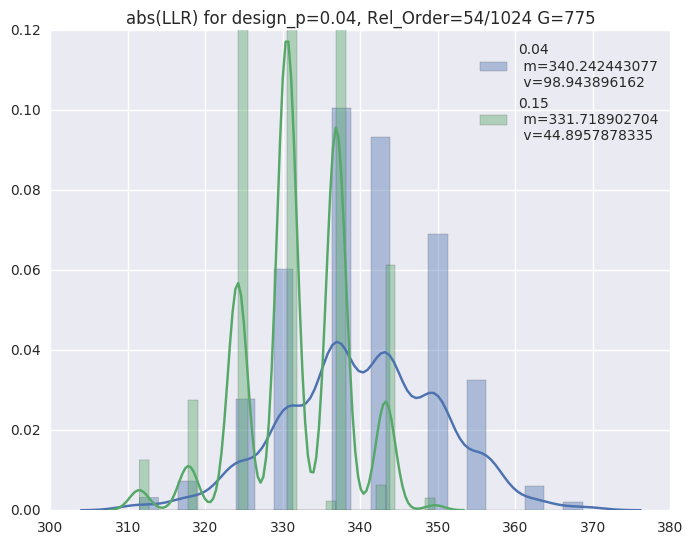 abs(LLR) for design_p=0.04, Rel_Order=54/1024 G=775
0.04
m=340.242443077
v=98.943896162
0.15
m=331.718902704
v=44.8957878335
0.12
0.10
0.08
0.06
0.04
0.02
0.00
300 310 320 330 340 350 360 370 380